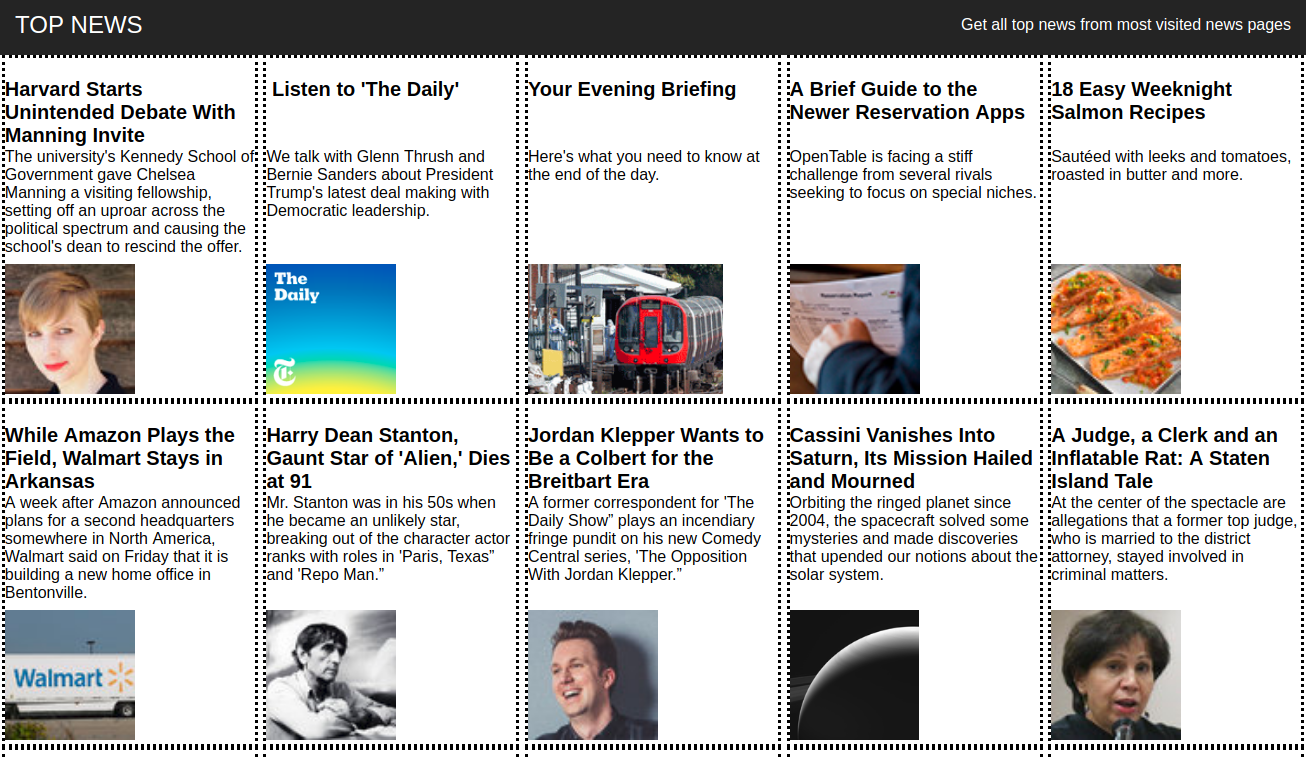 TOP NEWS
Get all top news from most visited news pages
Harvard Starts
Unintended Debate With
Manning Invite
The university's Kennedy School of
Government gave Chelsea
Manning a visiting fellowship,
setting off an uproar across the
political spectrum and causing the
school's dean to rescind the offer.
Listen to 'The Daily'
We talk with Glenn Thrush and
Bernie Sanders about President
Trump's latest deal making with
Democratic leadership.
The
Daily
Your Evening Briefing
Here's what you need to know at
the end of the day.
A Brief Guide to the
Newer Reservation Apps
OpenTable is facing a stiff
challenge from several rivals
seeking to focus on special niches.
Reservation Report
18 Easy Weeknight
Salmon Recipes
Sautéed with leeks and tomatoes,
roasted in butter and more.
While Amazon Plays the
Field, Walmart Stays in
Arkansas
A week after Amazon announced
plans for a second headquarters
somewhere in North America,
Walmart said on Friday that it is
building a new home office in
Bentonville.
Walmart
Harry Dean Stanton,
Gaunt Star of 'Alien,' Dies
at 91
Mr. Stanton was in his 50s when
he became an unlikely star,
breaking out of the character actor
ranks with roles in 'Paris, Texas”
and 'Repo Man.”
Jordan Klepper Wants to
Be a Colbert for the
Breitbart Era
A former correspondent for 'The
Daily Show” plays an incendiary
fringe pundit on his new Comedy
Central series, 'The Opposition
With Jordan Klepper.”
Cassini Vanishes Into
Saturn, Its Mission Hailed
and Mourned
Orbiting the ringed planet since
2004, the spacecraft solved some
mysteries and made discoveries
that upended our notions about the
solar system.
A Judge, a Clerk and an
Inflatable Rat: A Staten
Island Tale
At the center of the spectacle are
allegations that a former top judge,
who is married to the district
attorney, stayed involved in
criminal matters.